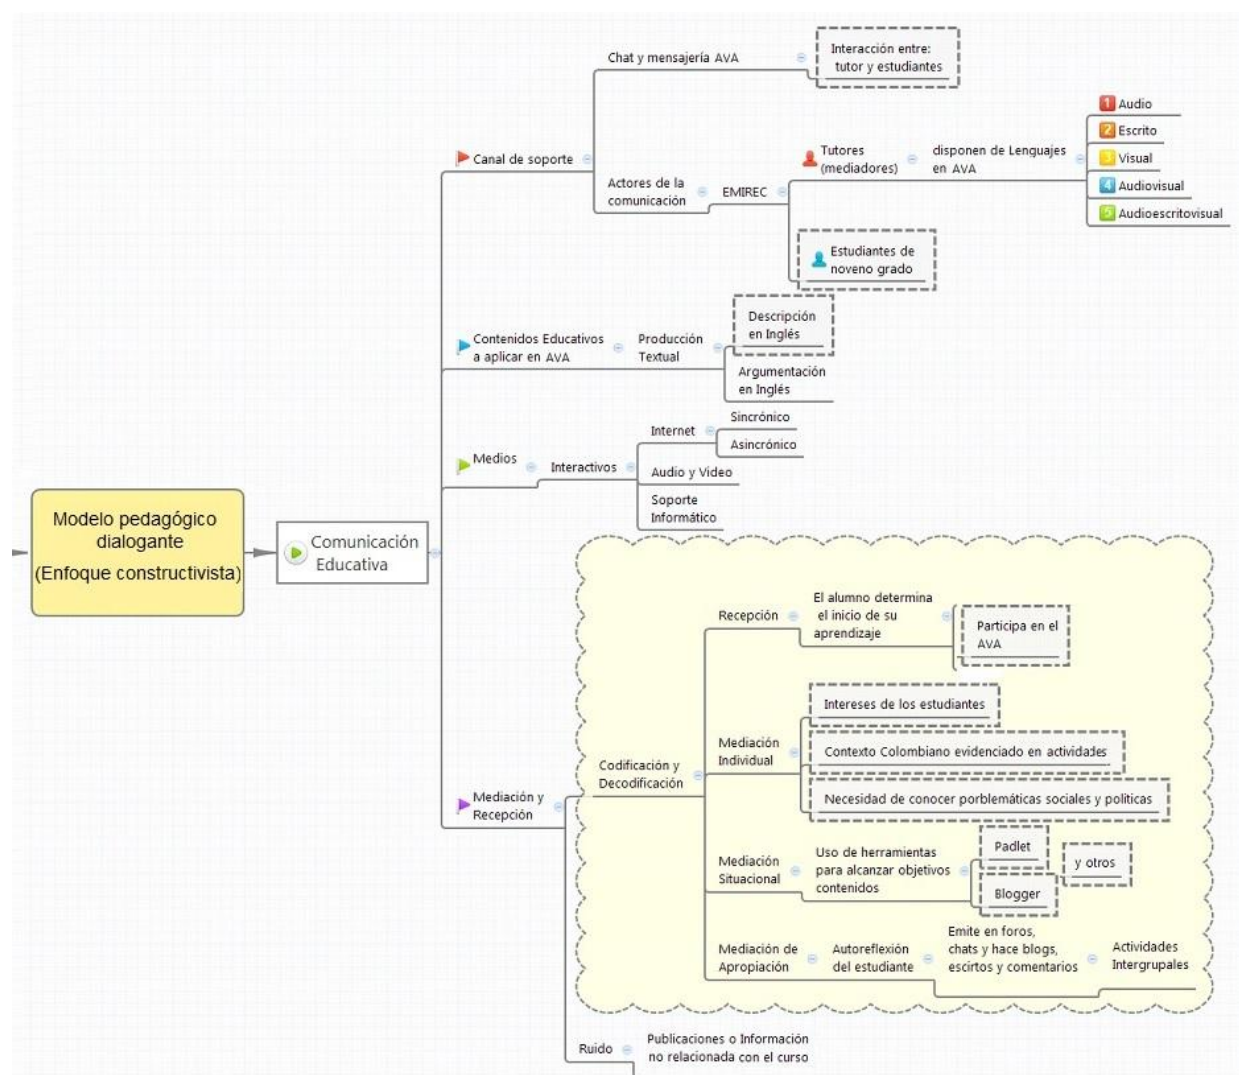 Modelo pedagógico
dialogante
(Enfoque constructivista)
Comunicación
Educativa
Canal de soporte
Chat y mensajería AVA
Interacción entre:
tutor y estudiantes
Actores de la
comunicación
EMIREC
Tutores
(mediadores)
disponen de Lenguajes
en AVA
1 Audio
2 Escrito
3 Visual
4 Audiovisual
5 Audioescritovisual
Estudiantes de
noveno grado
Contenidos Educativos
a aplicar en AVA
Producción
Textual
Descripción
en Inglés
Argumentación
en Inglés
Medios
Interactivos
Internet
Sincrónico
Asincrónico
Audio y Video
Soporte
Informático
Mediación y
Recepción
Codificación y
Decodificación
Recepción
El alumno determina
el inicio de su
aprendizaje
Participa en el
AVA
Mediación
Individual
Intereses de los estudiantes
Contexto Colombiano evidenciado en actividades
Necesidad de conocer porblemáticas sociales y políticas
Mediación
Situacional
Uso de herramientas
para alcanzar objetivos
contenidos
Padlet
Blogger
y otros
Mediación de
Apropiación
Autoreflexión
del estudiante
Emite en foros,
chats y hace blogs,
escirtos y comentarios
Actividades
Intergrupales
Ruido
Publicaciones o Información
no relacionada con el curso